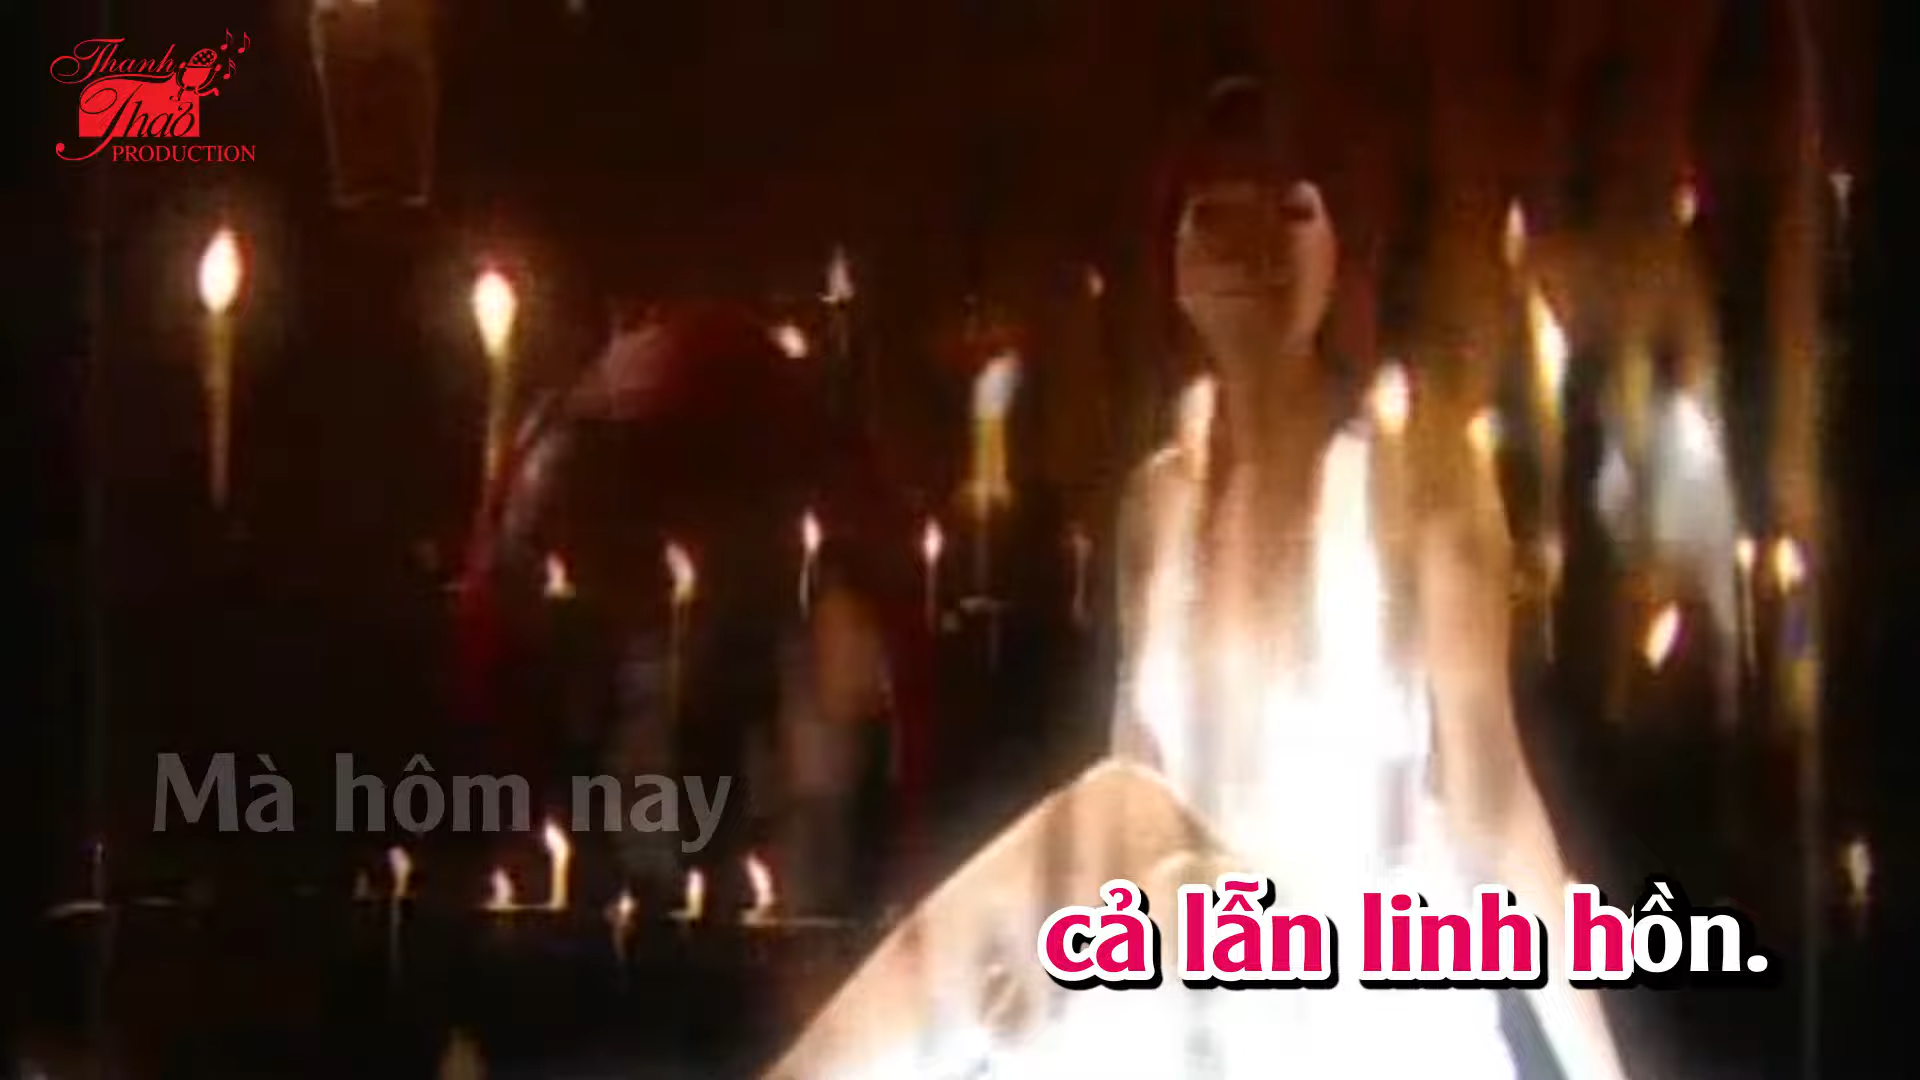 Thanh
Thảo
PRODUCTION
Mà hôm nay
cả lẫn linh hồn.